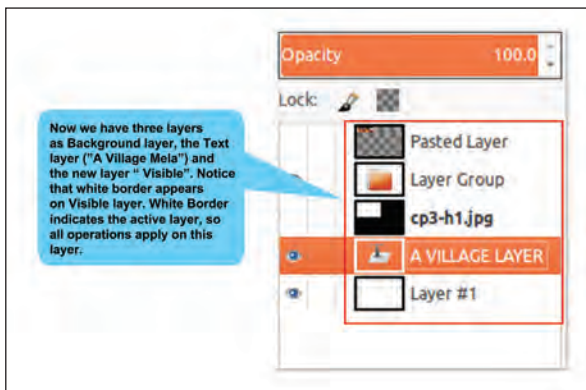 Opacity 100.0
Lock:
Now we have three layers
as Background layer, the Text
layer ("A Village Mela") and
the new layer " Visible". Notice
that white border appears
on Visible layer. White Border
indicates the active layer, so
all operations apply on this
layer.
Pasted Layer
Layer Group
cp3-h1.jpg
A VILLAGE LAYER
Layer #1